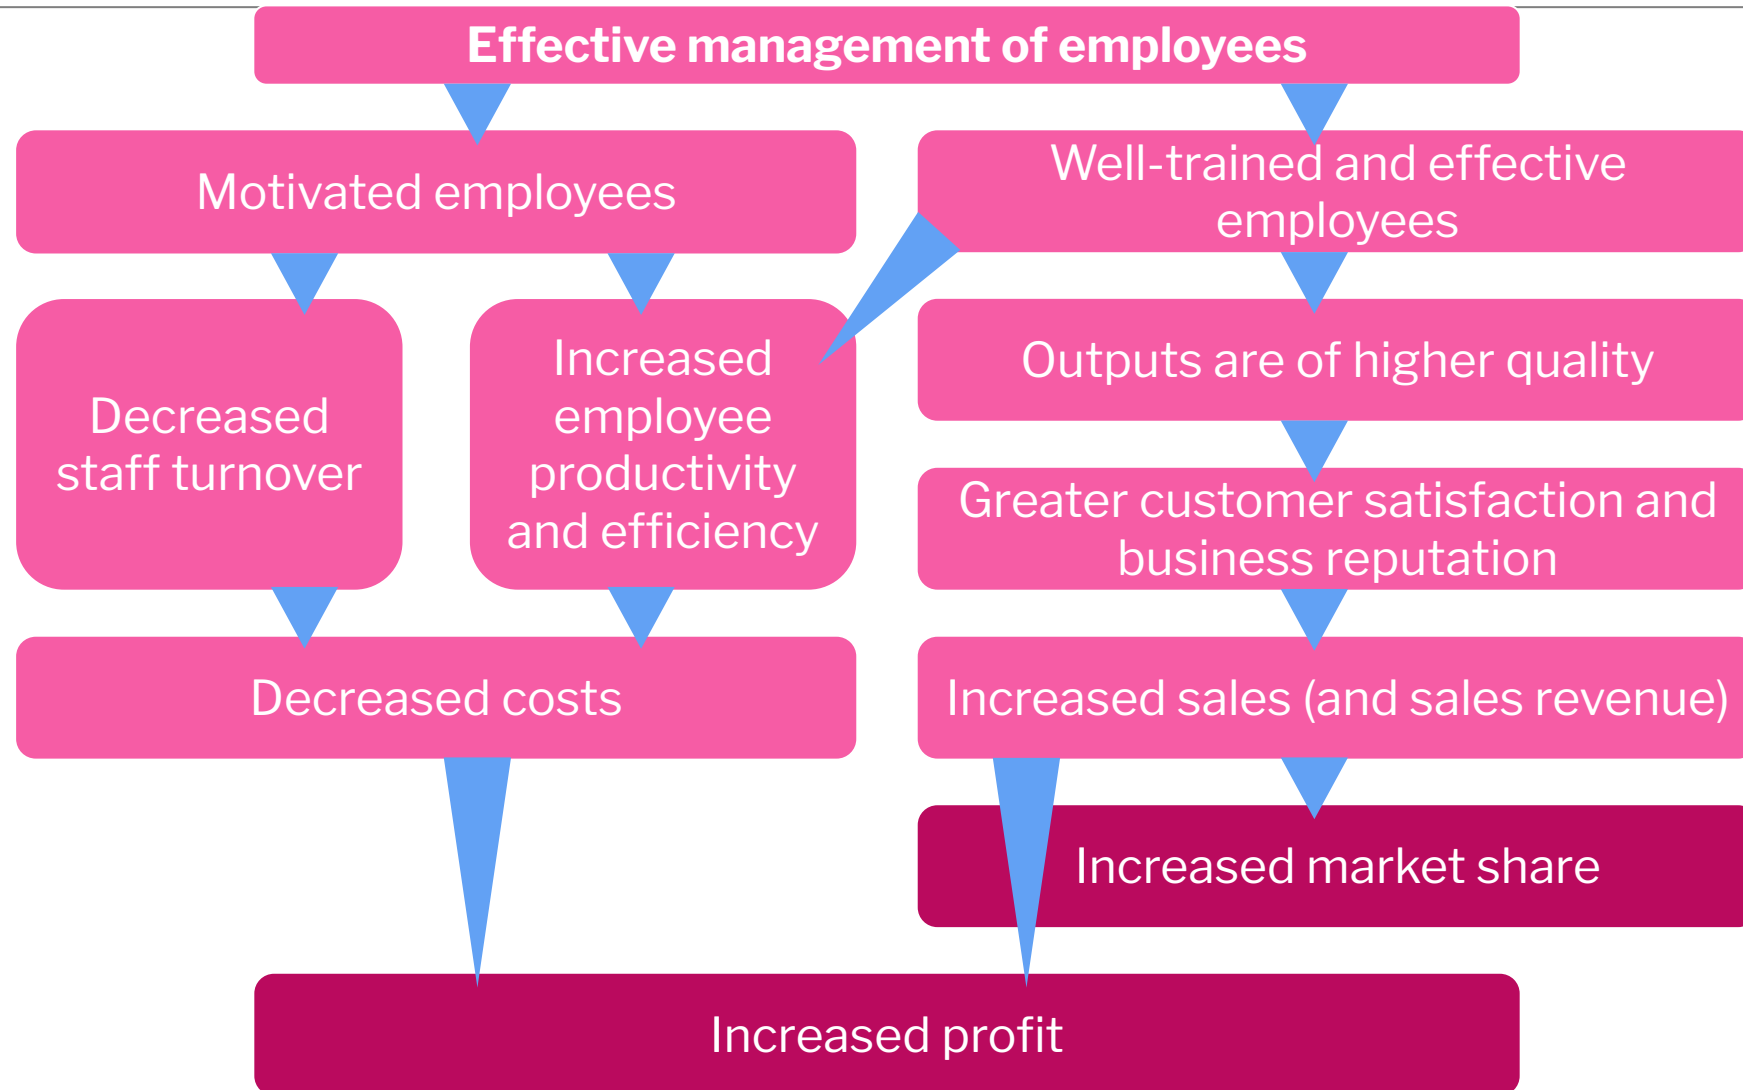 Effective management of employees
Motivated employees
Well-trained and effective
employees
Decreased
staff turnover
Increased
employee
productivity
and efficiency
Outputs are of higher quality
Greater customer satisfaction and
business reputation
Decreased costs
Increased sales (and sales revenue)
Increased market share
Increased profit